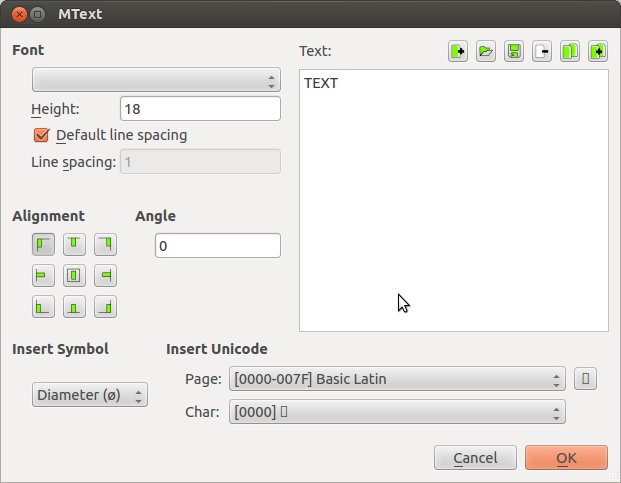 MText
Font
Text:
TEXT
Height:
18
Default line spacing
Line spacing:
1
Alignment
Angle
0
Insert Symbol
Insert Unicode
Diameter (ø)
Page:
[0000-007F] Basic Latin
Char:
[0000] ▯
Cancel
OK